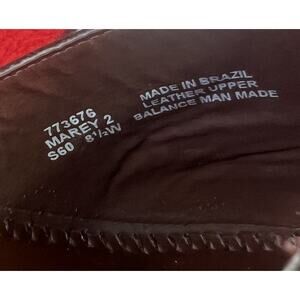 773676
MAREY 2
S60 8½W
MADE IN BRAZIL
LEATHER UPPER
BALANCE MAN MADE